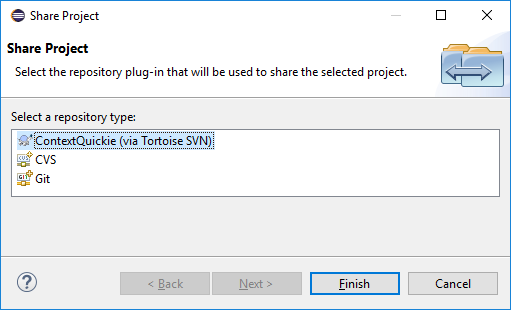 Share Project
Share Project
Select the repository plug-in that will be used to share the selected project.
Select a repository type:
ContextQuickie (via Tortoise SVN)
CVS
Git
?
< Back
Next >
Finish
Cancel